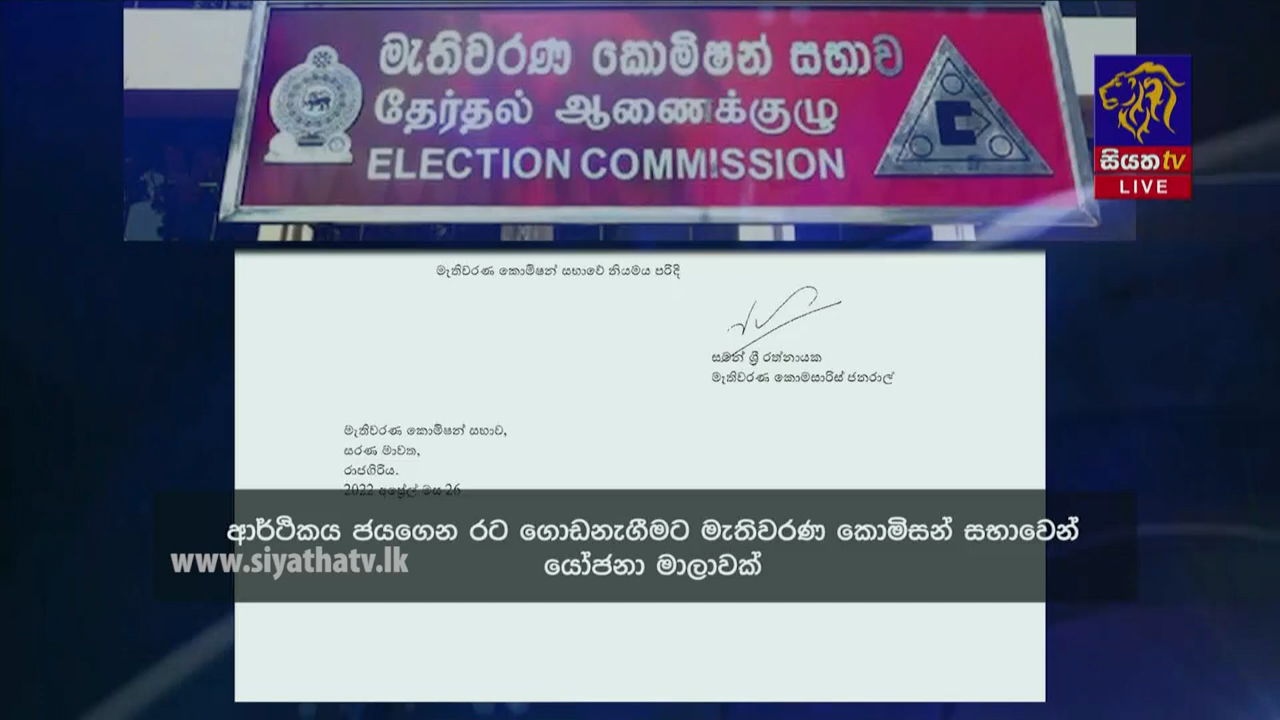 මැතිවරණ කොමිෂන් සභාව
தேர்தல் ஆணைக்குழு
ELECTION COMMISSION
සියත tv
LIVE
මැතිවරණ කොමිෂන් සභාවේ නියමය පරිදි
සමන් ශ්‍රී රත්නායක
මැතිවරණ කොමසාරිස් ජනරාල්
මැතිවරණ කොමිෂන් සභාව,
සරණ මාවත,
රාජගිරිය.
2022 අප්‍රේල් මස 26
ආර්ථිකය ජයගෙන රට ගොඩනැගීමට මැතිවරණ කොමිසන් සභාවෙන්
යෝජනා මාලාවක්
www.siyathatv.lk